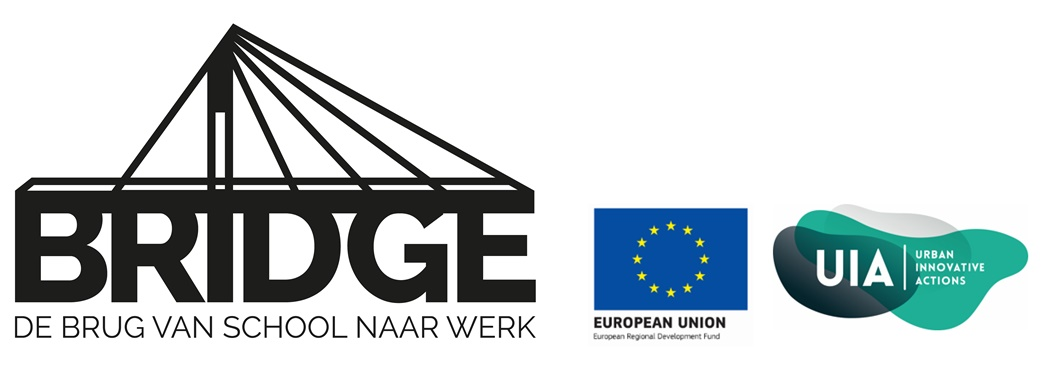 BRIDGE
DE BRUG VAN SCHOOL NAAR WERK
EUROPEAN UNION
European Regional Development Fund
UIA
URBAN
INNOVATIVE
ACTIONS